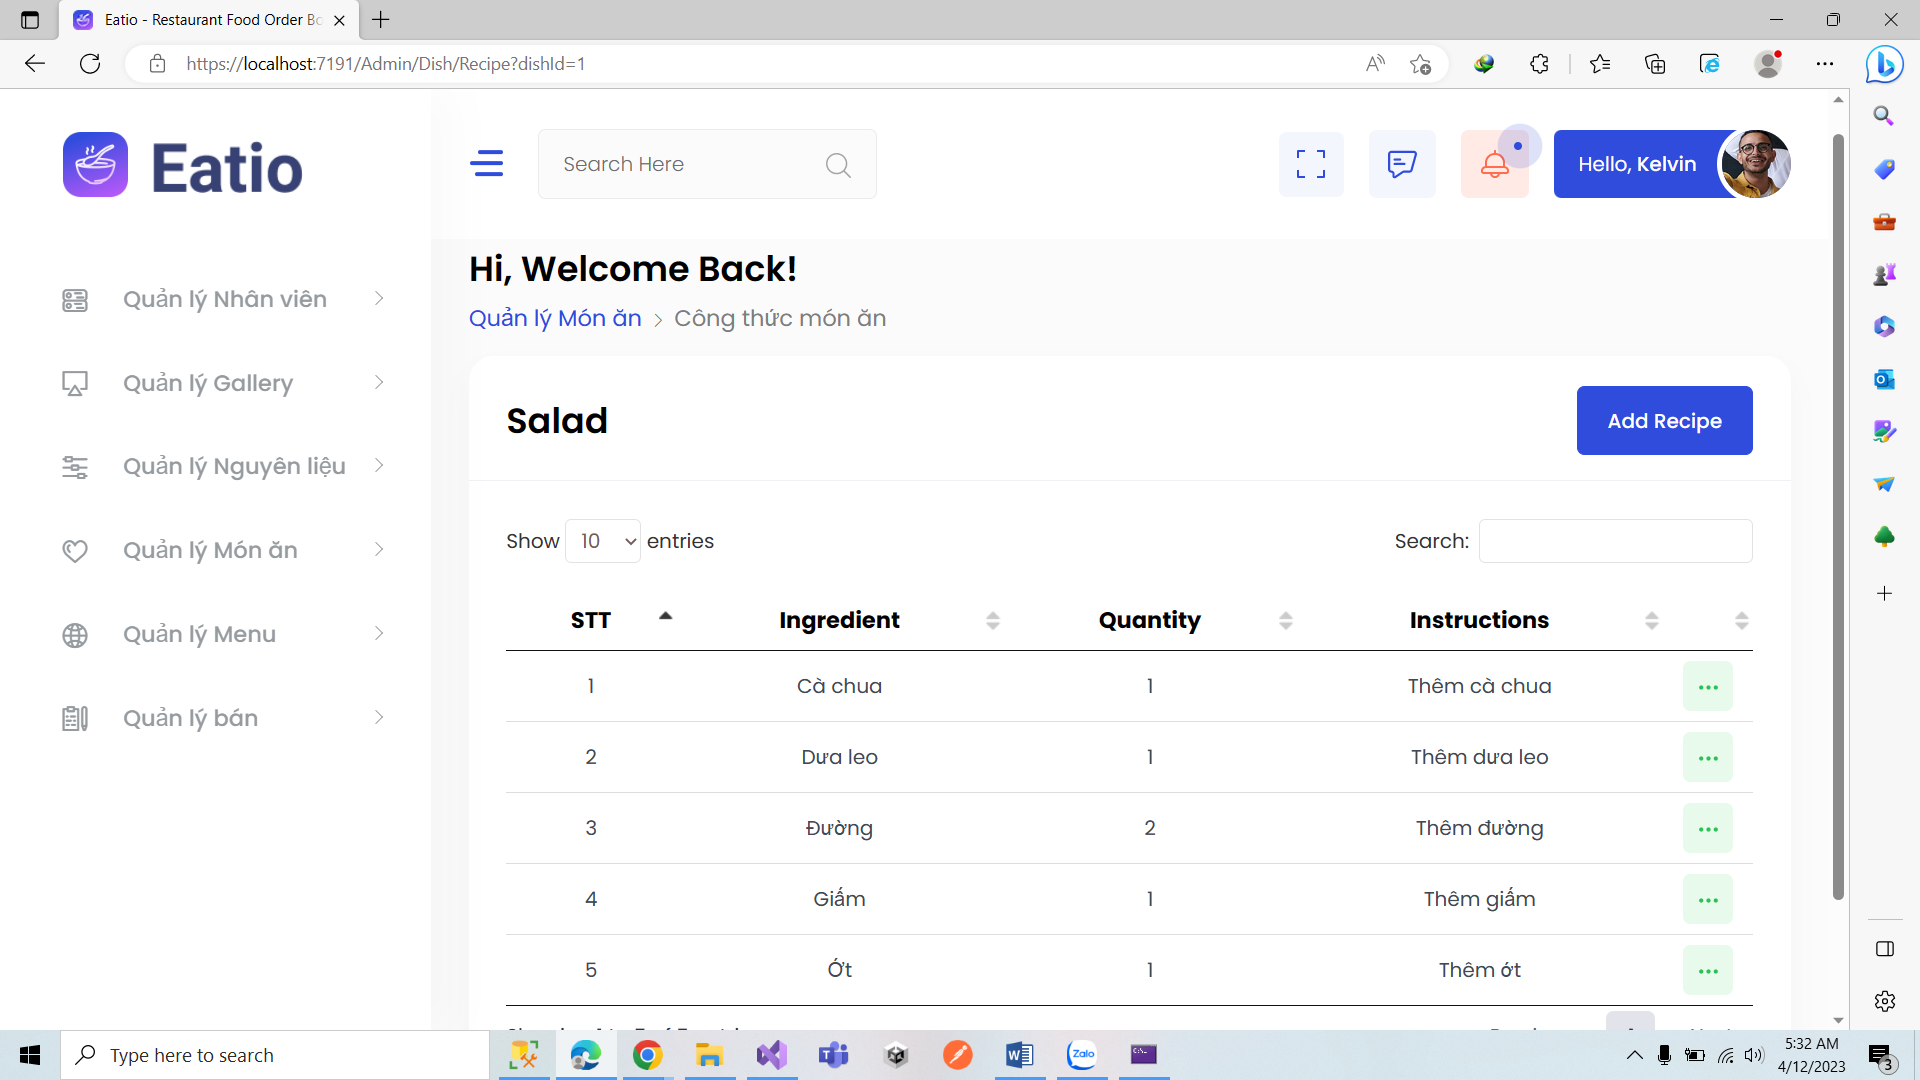 Eatio - Restaurant Food Order Bo
https://localhost:7191/Admin/Dish/Recipe?dishId=1
Eatio
Search Here
Hello, Kelvin
Hi, Welcome Back!
Quản lý Món ăn > Công thức món ăn
Quản lý Nhân viên
Quản lý Gallery
Quản lý Nguyên liệu
Quản lý Món ăn
Quản lý Menu
Quản lý bán
Salad
Add Recipe
Show 10 entries
Search:
STT Ingredient Quantity Instructions
1 Cà chua 1 Thêm cà chua
2 Dưa leo 1 Thêm dưa leo
3 Đường 2 Thêm đường
4 Giấm 1 Thêm giấm
5 Ớt 1 Thêm ớt
Type here to search
Zalo
5:32 AM
4/12/2023
3